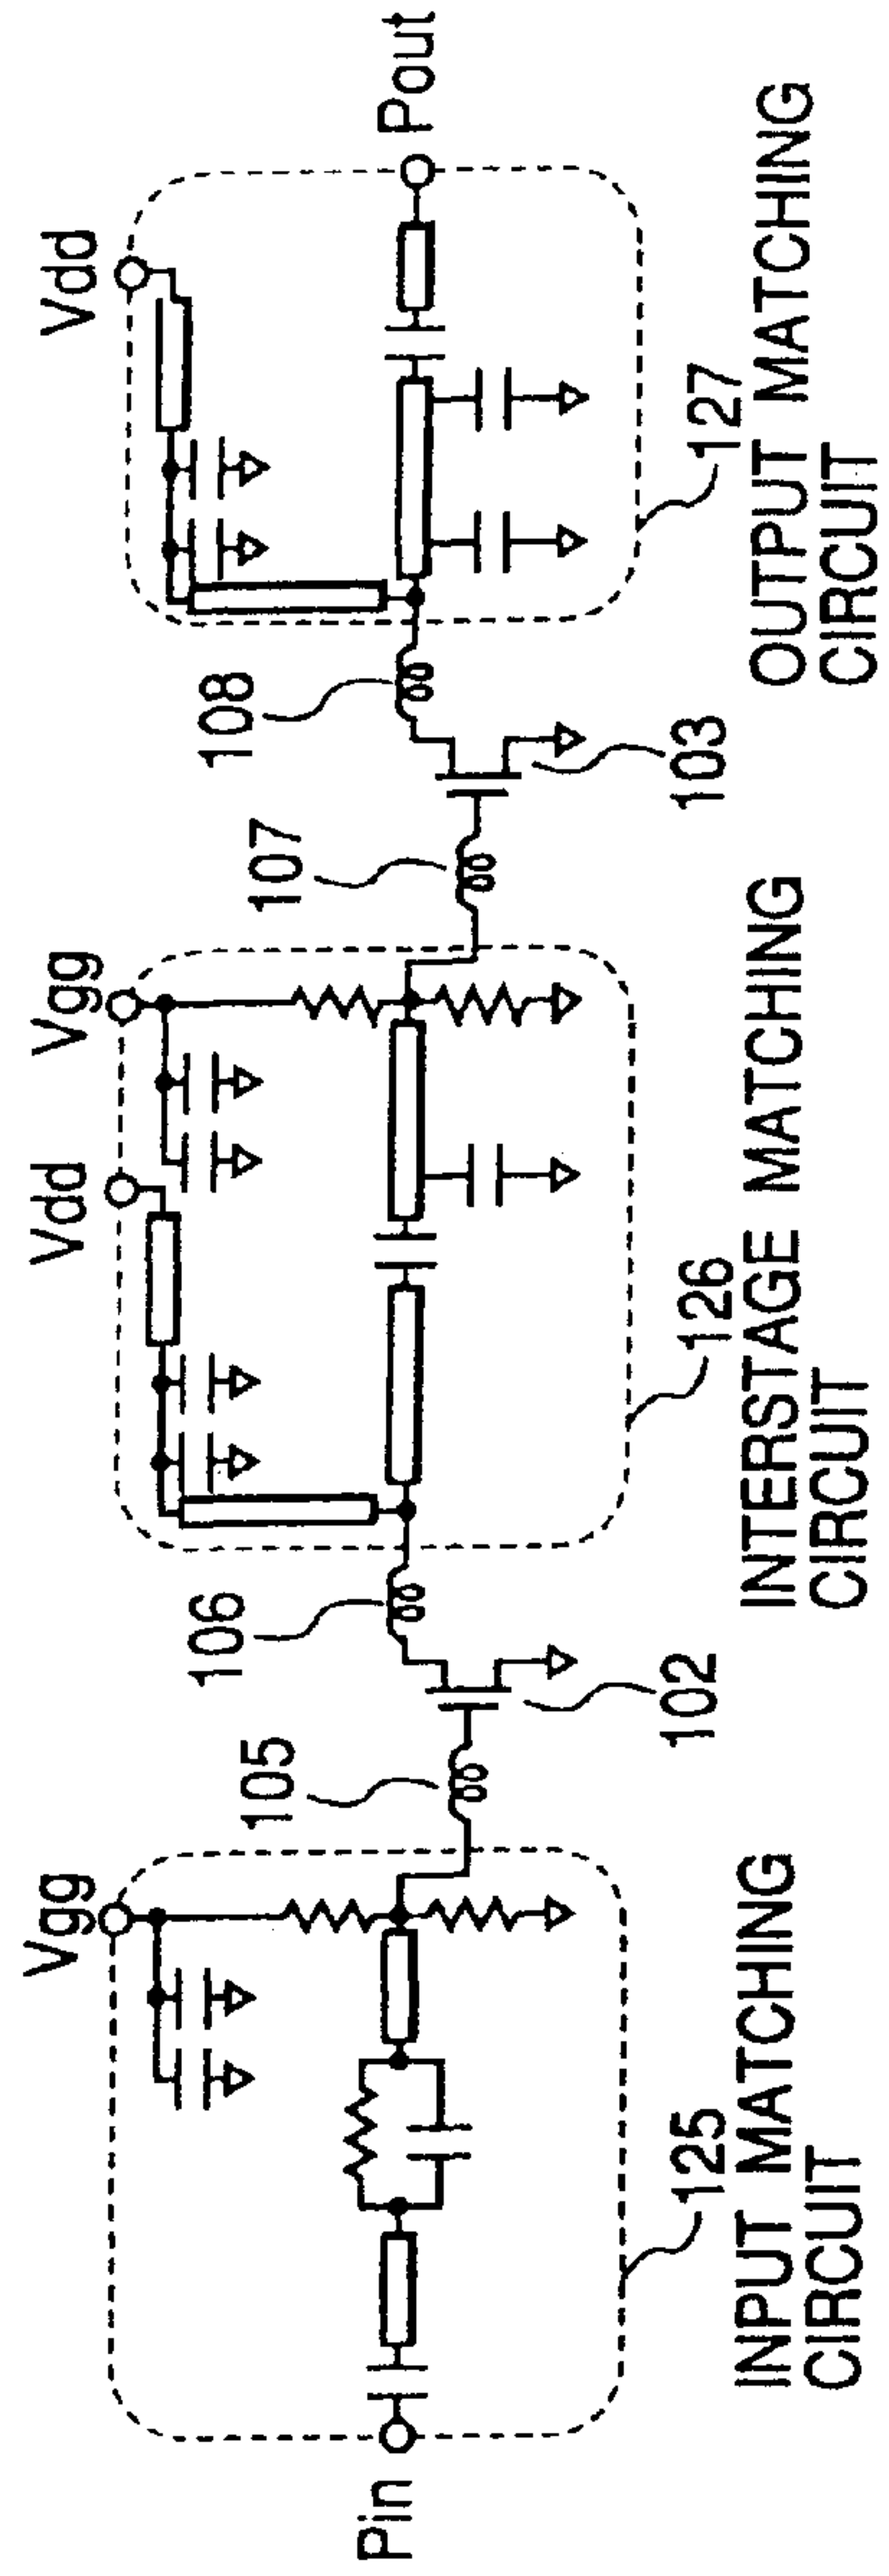 Vgg
Vdd
Vgg
Vdd
Pin
105
106
107
108
Pout
125
102
126
103
127
INPUT MATCHING
CIRCUIT
INTERSTAGE MATCHING
CIRCUIT
OUTPUT MATCHING
CIRCUIT